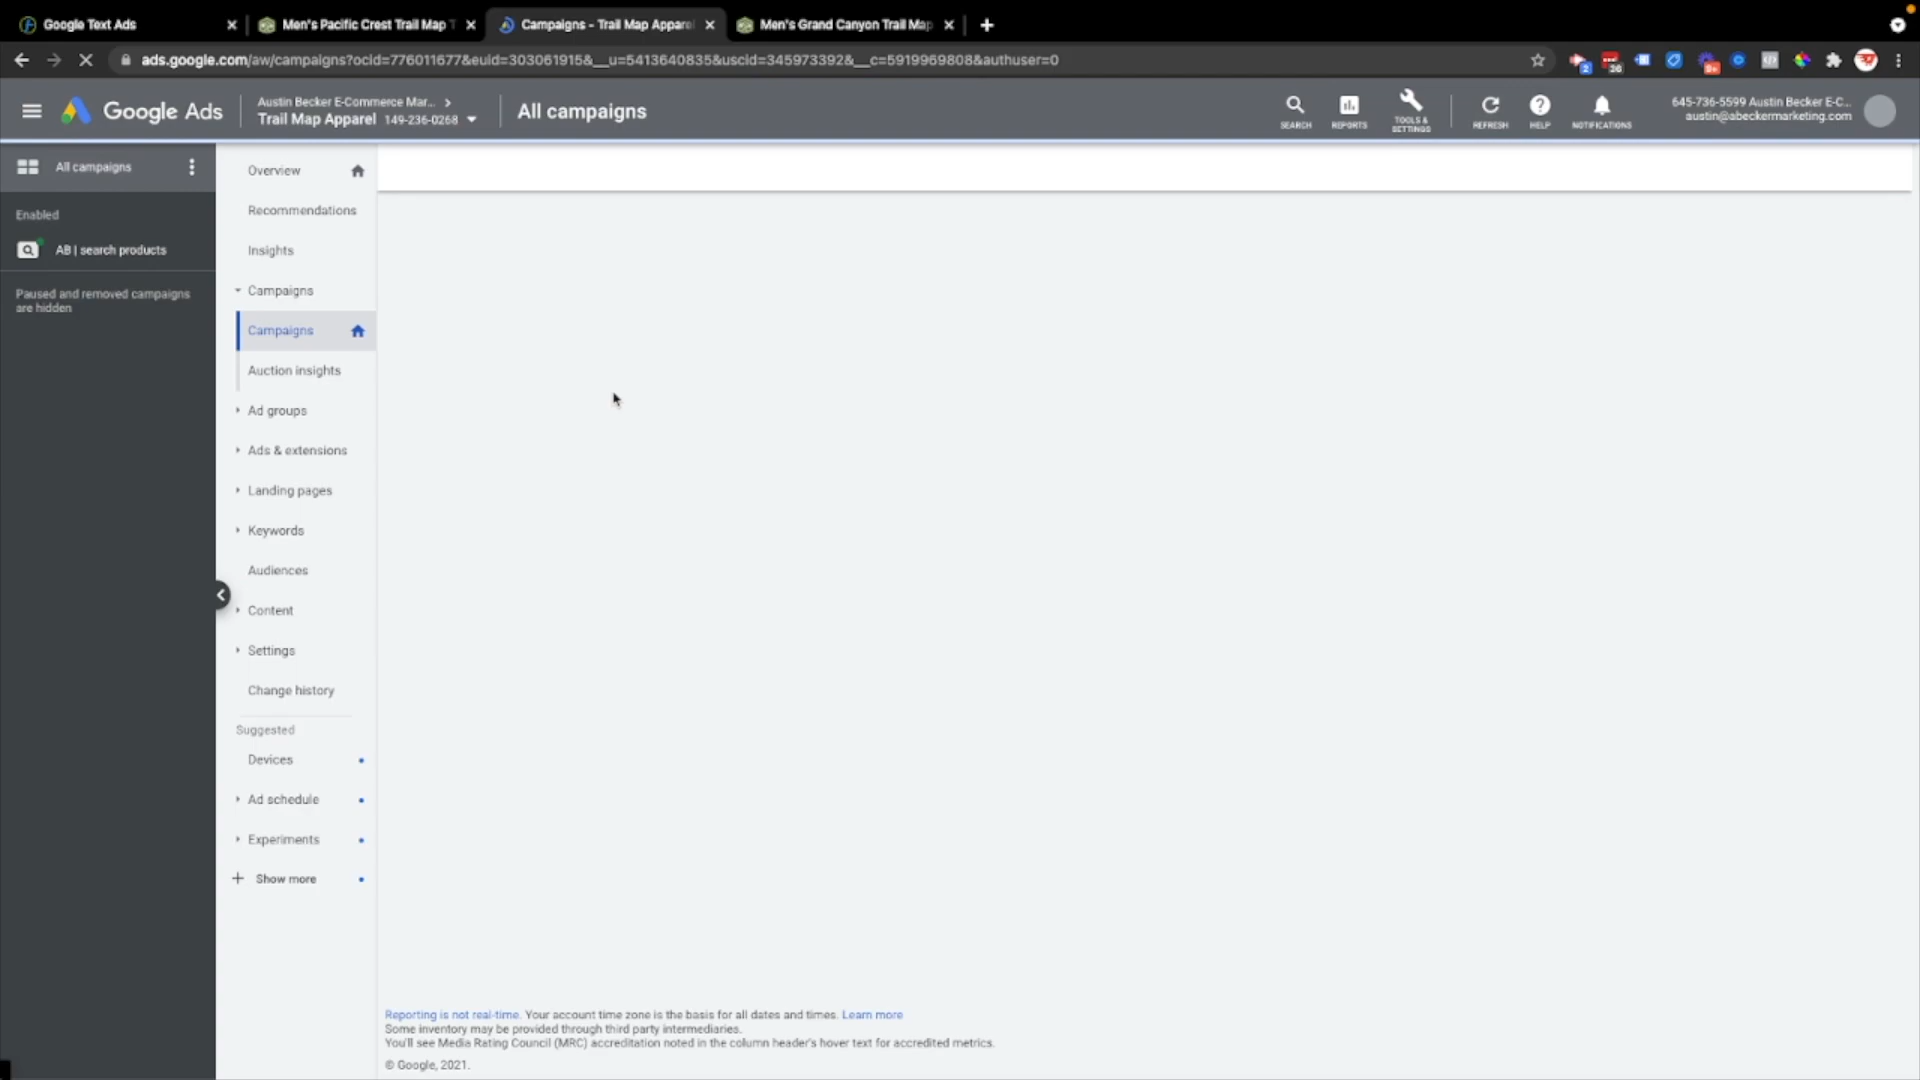 Google Text Ads
Men's Pacific Crest Trail Map T
Campaigns - Trail Map Apparel
Men's Grand Canyon Trail Map
ads.google.com/aw/campaigns?ocid=776011677&euid=303061915&__u=5413640835&uscid=345973392&__c=5919969808&authuser=0
2
26
9+
Google Ads
Austin Becker E-Commerce Mar...
Trail Map Apparel 149-236-0268
All campaigns
SEARCH
REPORTS
TOOLS &
SETTINGS
REFRESH
HELP
NOTIFICATIONS
645-736-5599 Austin Becker E-C...
austin@abeckermarketing.com
All campaigns
Enabled
AB | search products
Paused and removed campaigns
are hidden
Overview
Recommendations
Insights
Campaigns
Campaigns
Auction insights
Ad groups
Ads & extensions
Landing pages
Keywords
Audiences
Content
Settings
Change history
Suggested
Devices
Ad schedule
Experiments
Show more
Reporting is not real-time. Your account time zone is the basis for all dates and times. Learn more
Some inventory may be provided through third party intermediaries.
You'll see Media Rating Council (MRC) accreditation noted in the column header's hover text for accredited metrics.
© Google, 2021.